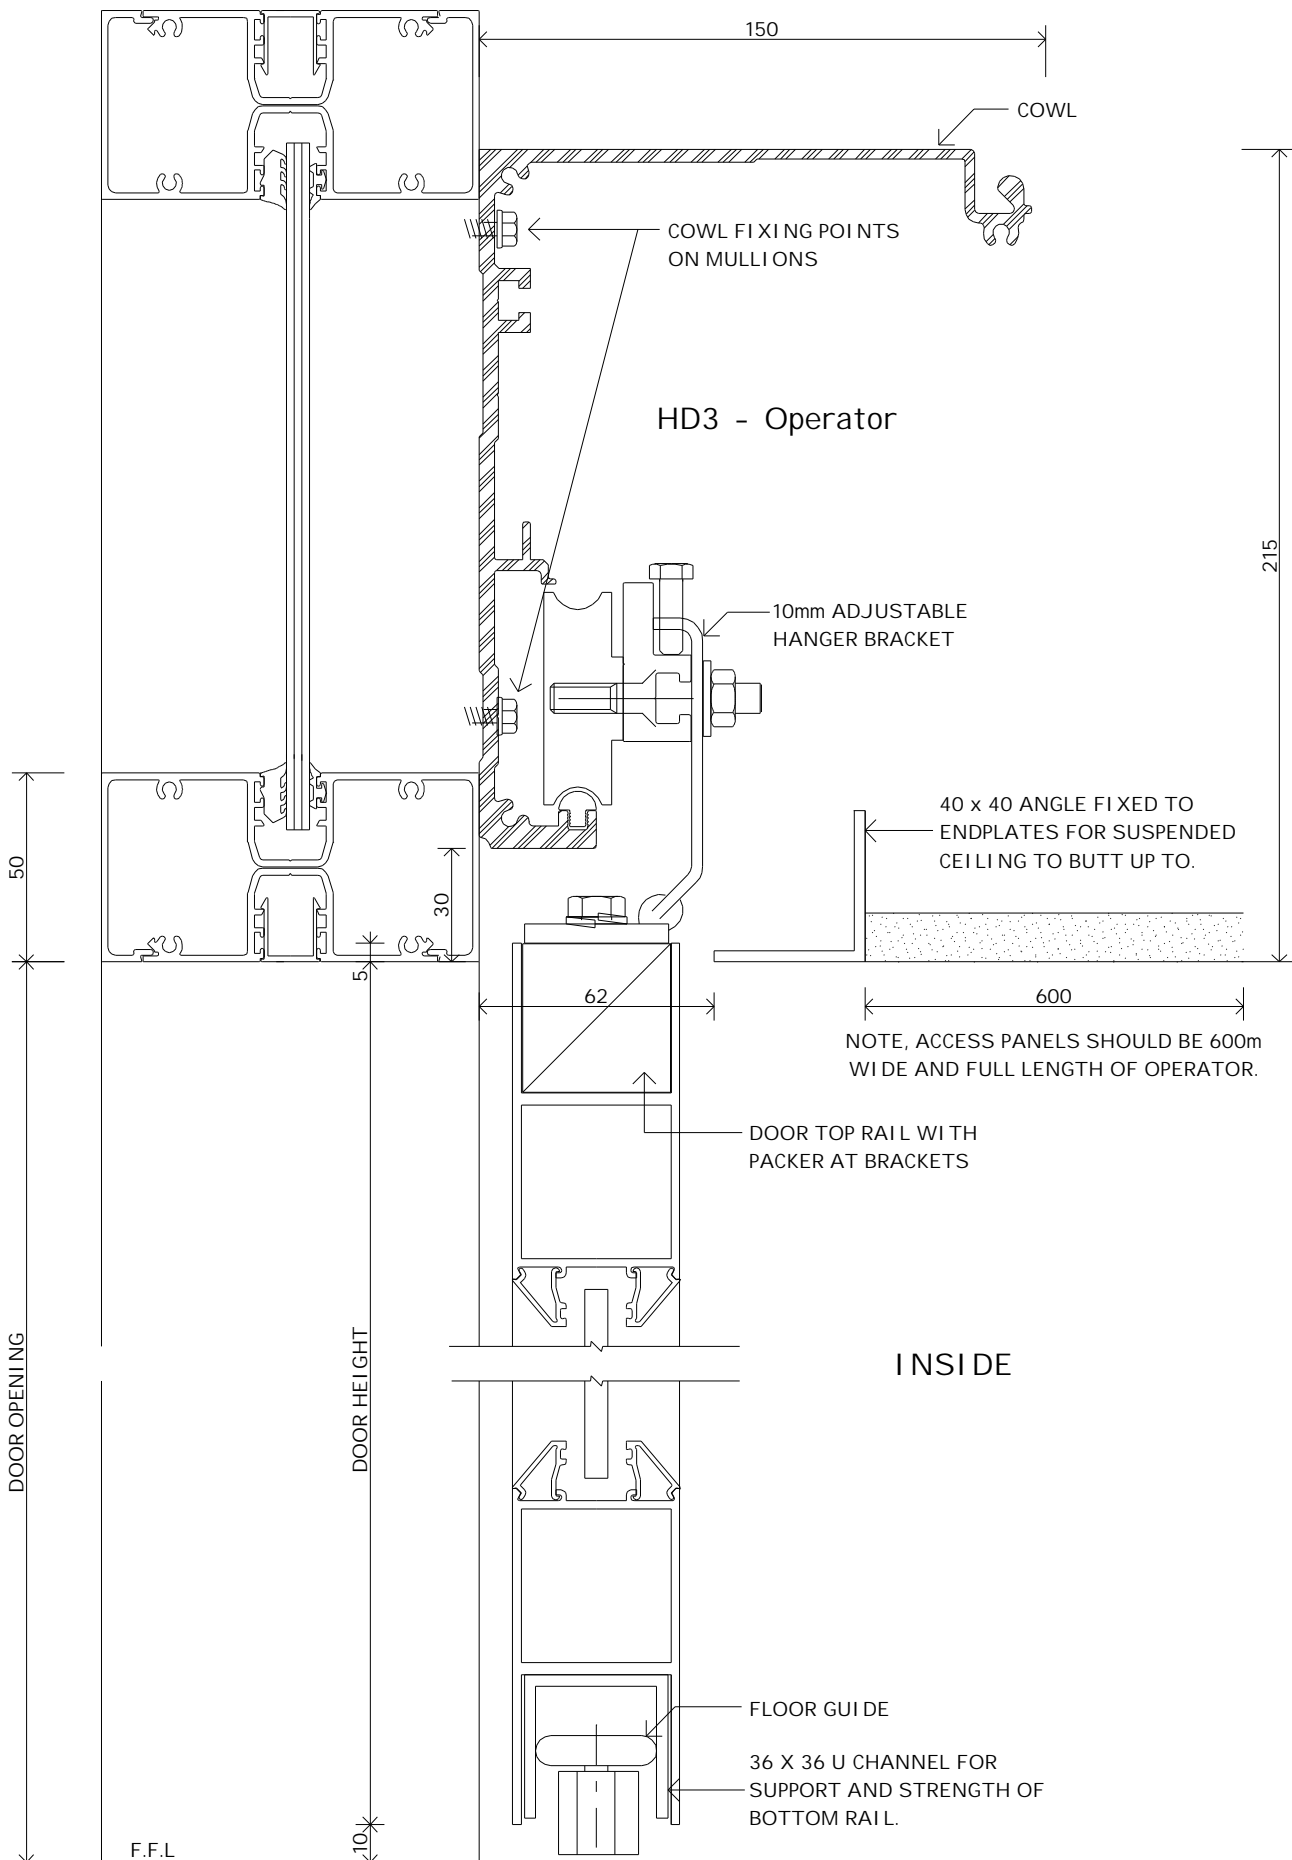 150
COWL
COWL FIXING POINTS
ON MULLIONS
HD3 - Operator
215
10mm ADJUSTABLE
HANGER BRACKET
40 x 40 ANGLE FIXED TO
ENDPLATES FOR SUSPENDED
CEILING TO BUTT UP TO.
50
30
5
62
600
NOTE, ACCESS PANELS SHOULD BE 600m
WIDE AND FULL LENGTH OF OPERATOR.
DOOR TOP RAIL WITH
PACKER AT BRACKETS
DOOR OPENING
DOOR HEIGHT
INSIDE
FLOOR GUIDE
36 X 36 U CHANNEL FOR
SUPPORT AND STRENGTH OF
BOTTOM RAIL.
10
F.F.L